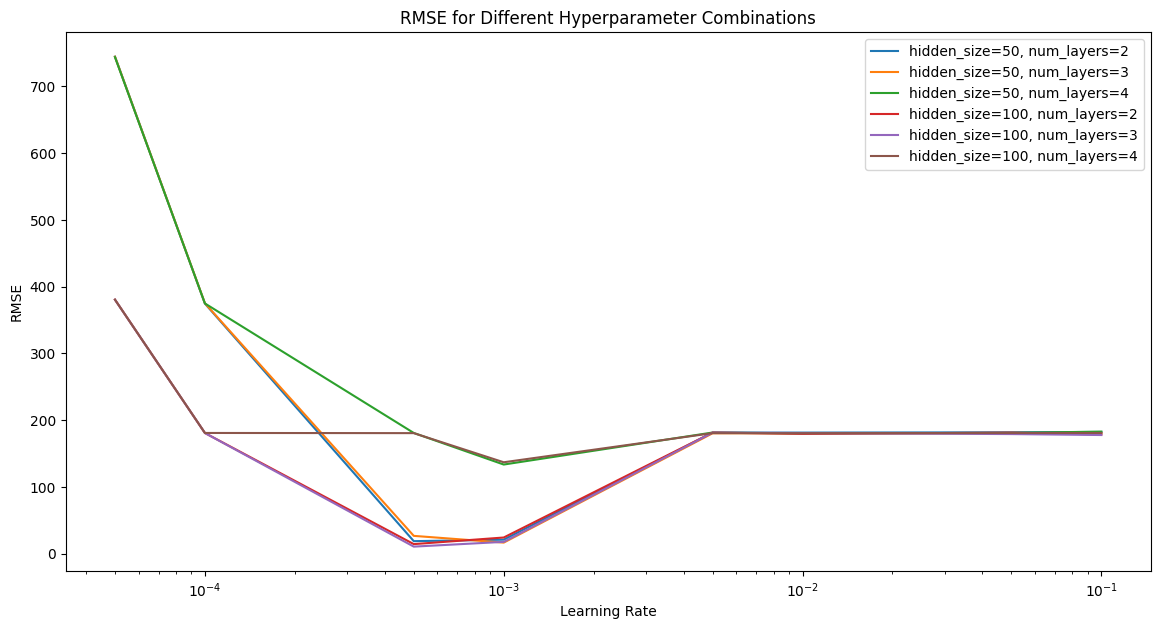 RMSE for Different Hyperparameter Combinations
hidden_size=50, num_layers=2
hidden_size=50, num_layers=3
hidden_size=50, num_layers=4
hidden_size=100, num_layers=2
hidden_size=100, num_layers=3
hidden_size=100, num_layers=4
700
600
500
400
300
200
100
0
RMSE
10⁻⁴ 10⁻³ 10⁻² 10⁻¹
Learning Rate